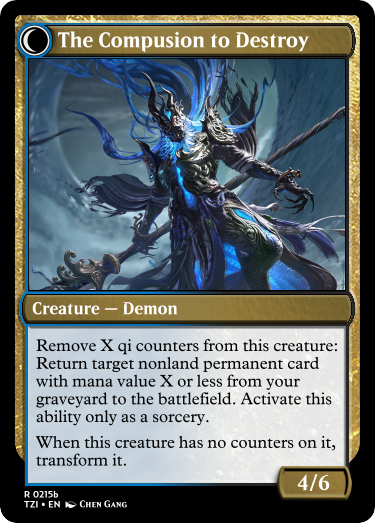 The Compusion to Destroy
Creature — Demon
Remove X qi counters from this creature:
Return target nonland permanent card
with mana value X or less from your
graveyard to the battlefield. Activate this
ability only as a sorcery.
When this creature has no counters on it,
transform it.
4/6
R 0215b
TZI • EN Chen Gang